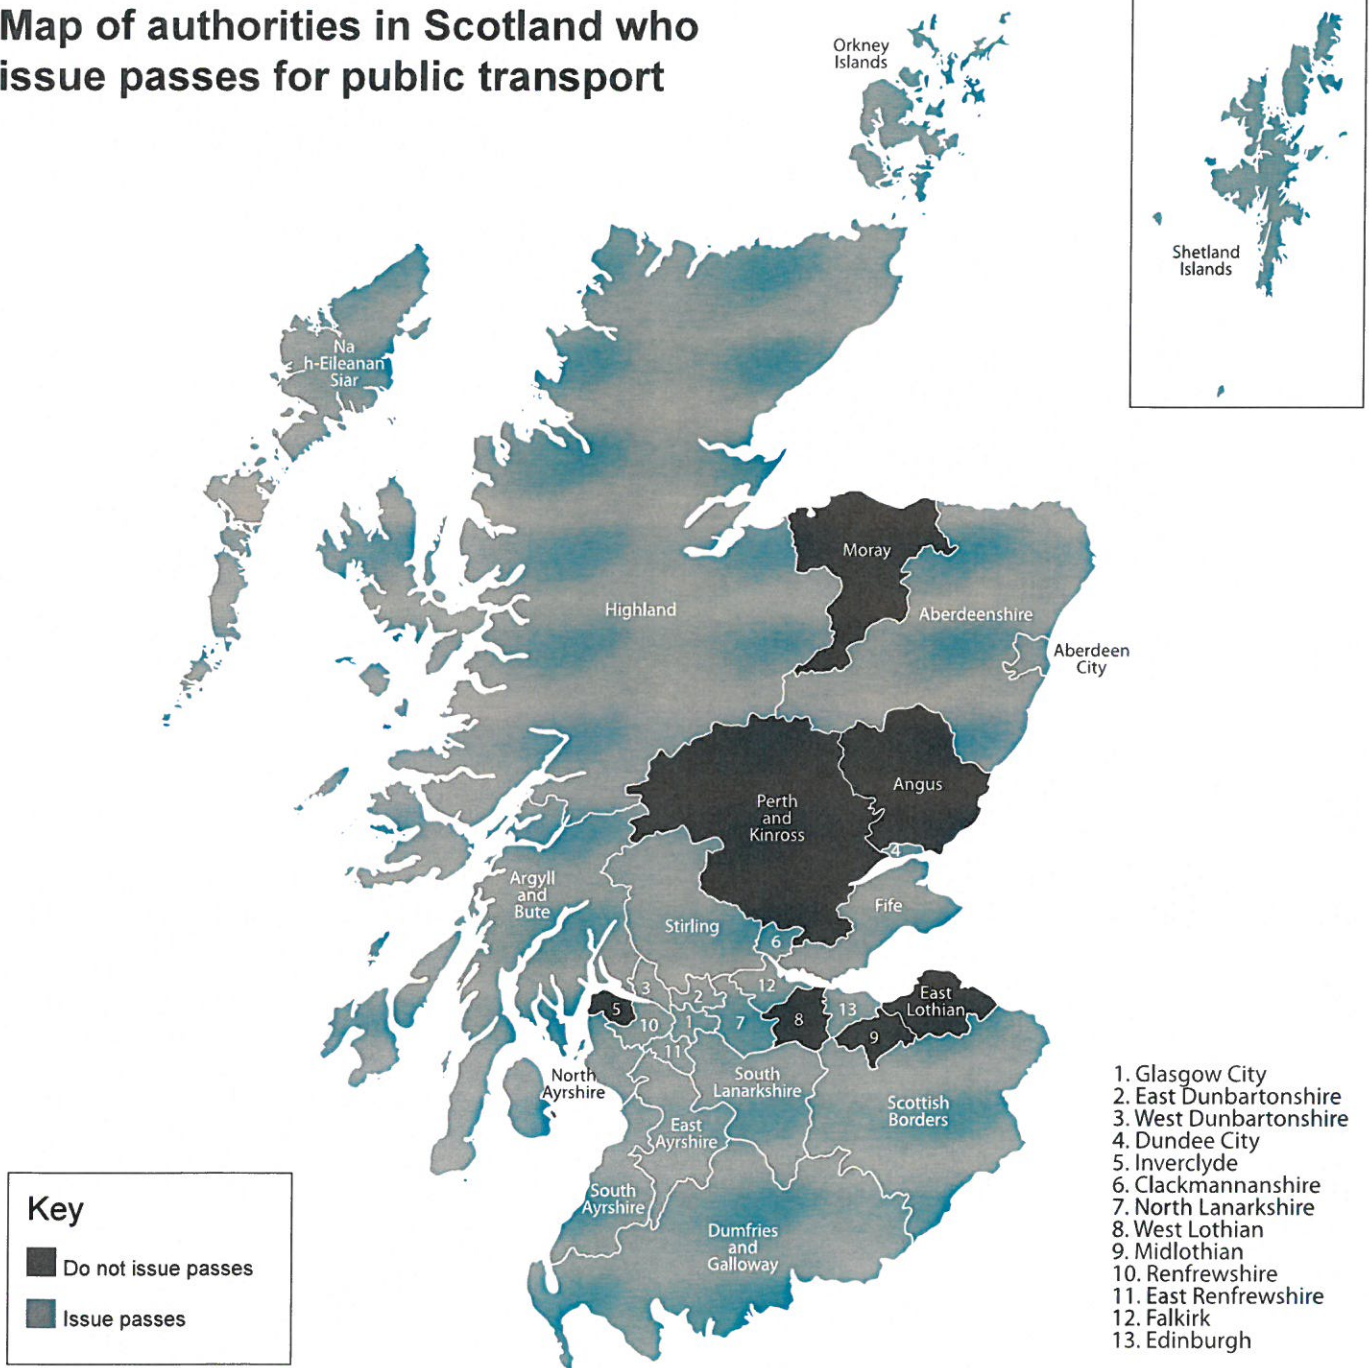 Map of authorities in Scotland who
issue passes for public transport
Orkney
Islands
Shetland
Islands
Na
h-Eileanan
Siar
Moray
Highland
Aberdeenshire
Aberdeen
City
Angus
Perth
and
Kinross
4
Argyll
and
Bute
Fife
Stirling
6
3
2
12
East
Lothian
5
10
1
7
8
13
9
11
North
Ayrshire
South
Lanarkshire
Scottish
Borders
East
Ayrshire
South
Ayrshire
Dumfries
and
Galloway
1. Glasgow City
2. East Dunbartonshire
3. West Dunbartonshire
4. Dundee City
5. Inverclyde
6. Clackmannanshire
7. North Lanarkshire
8. West Lothian
9. Midlothian
10. Renfrewshire
11. East Renfrewshire
12. Falkirk
13. Edinburgh
Key
Do not issue passes
Issue passes